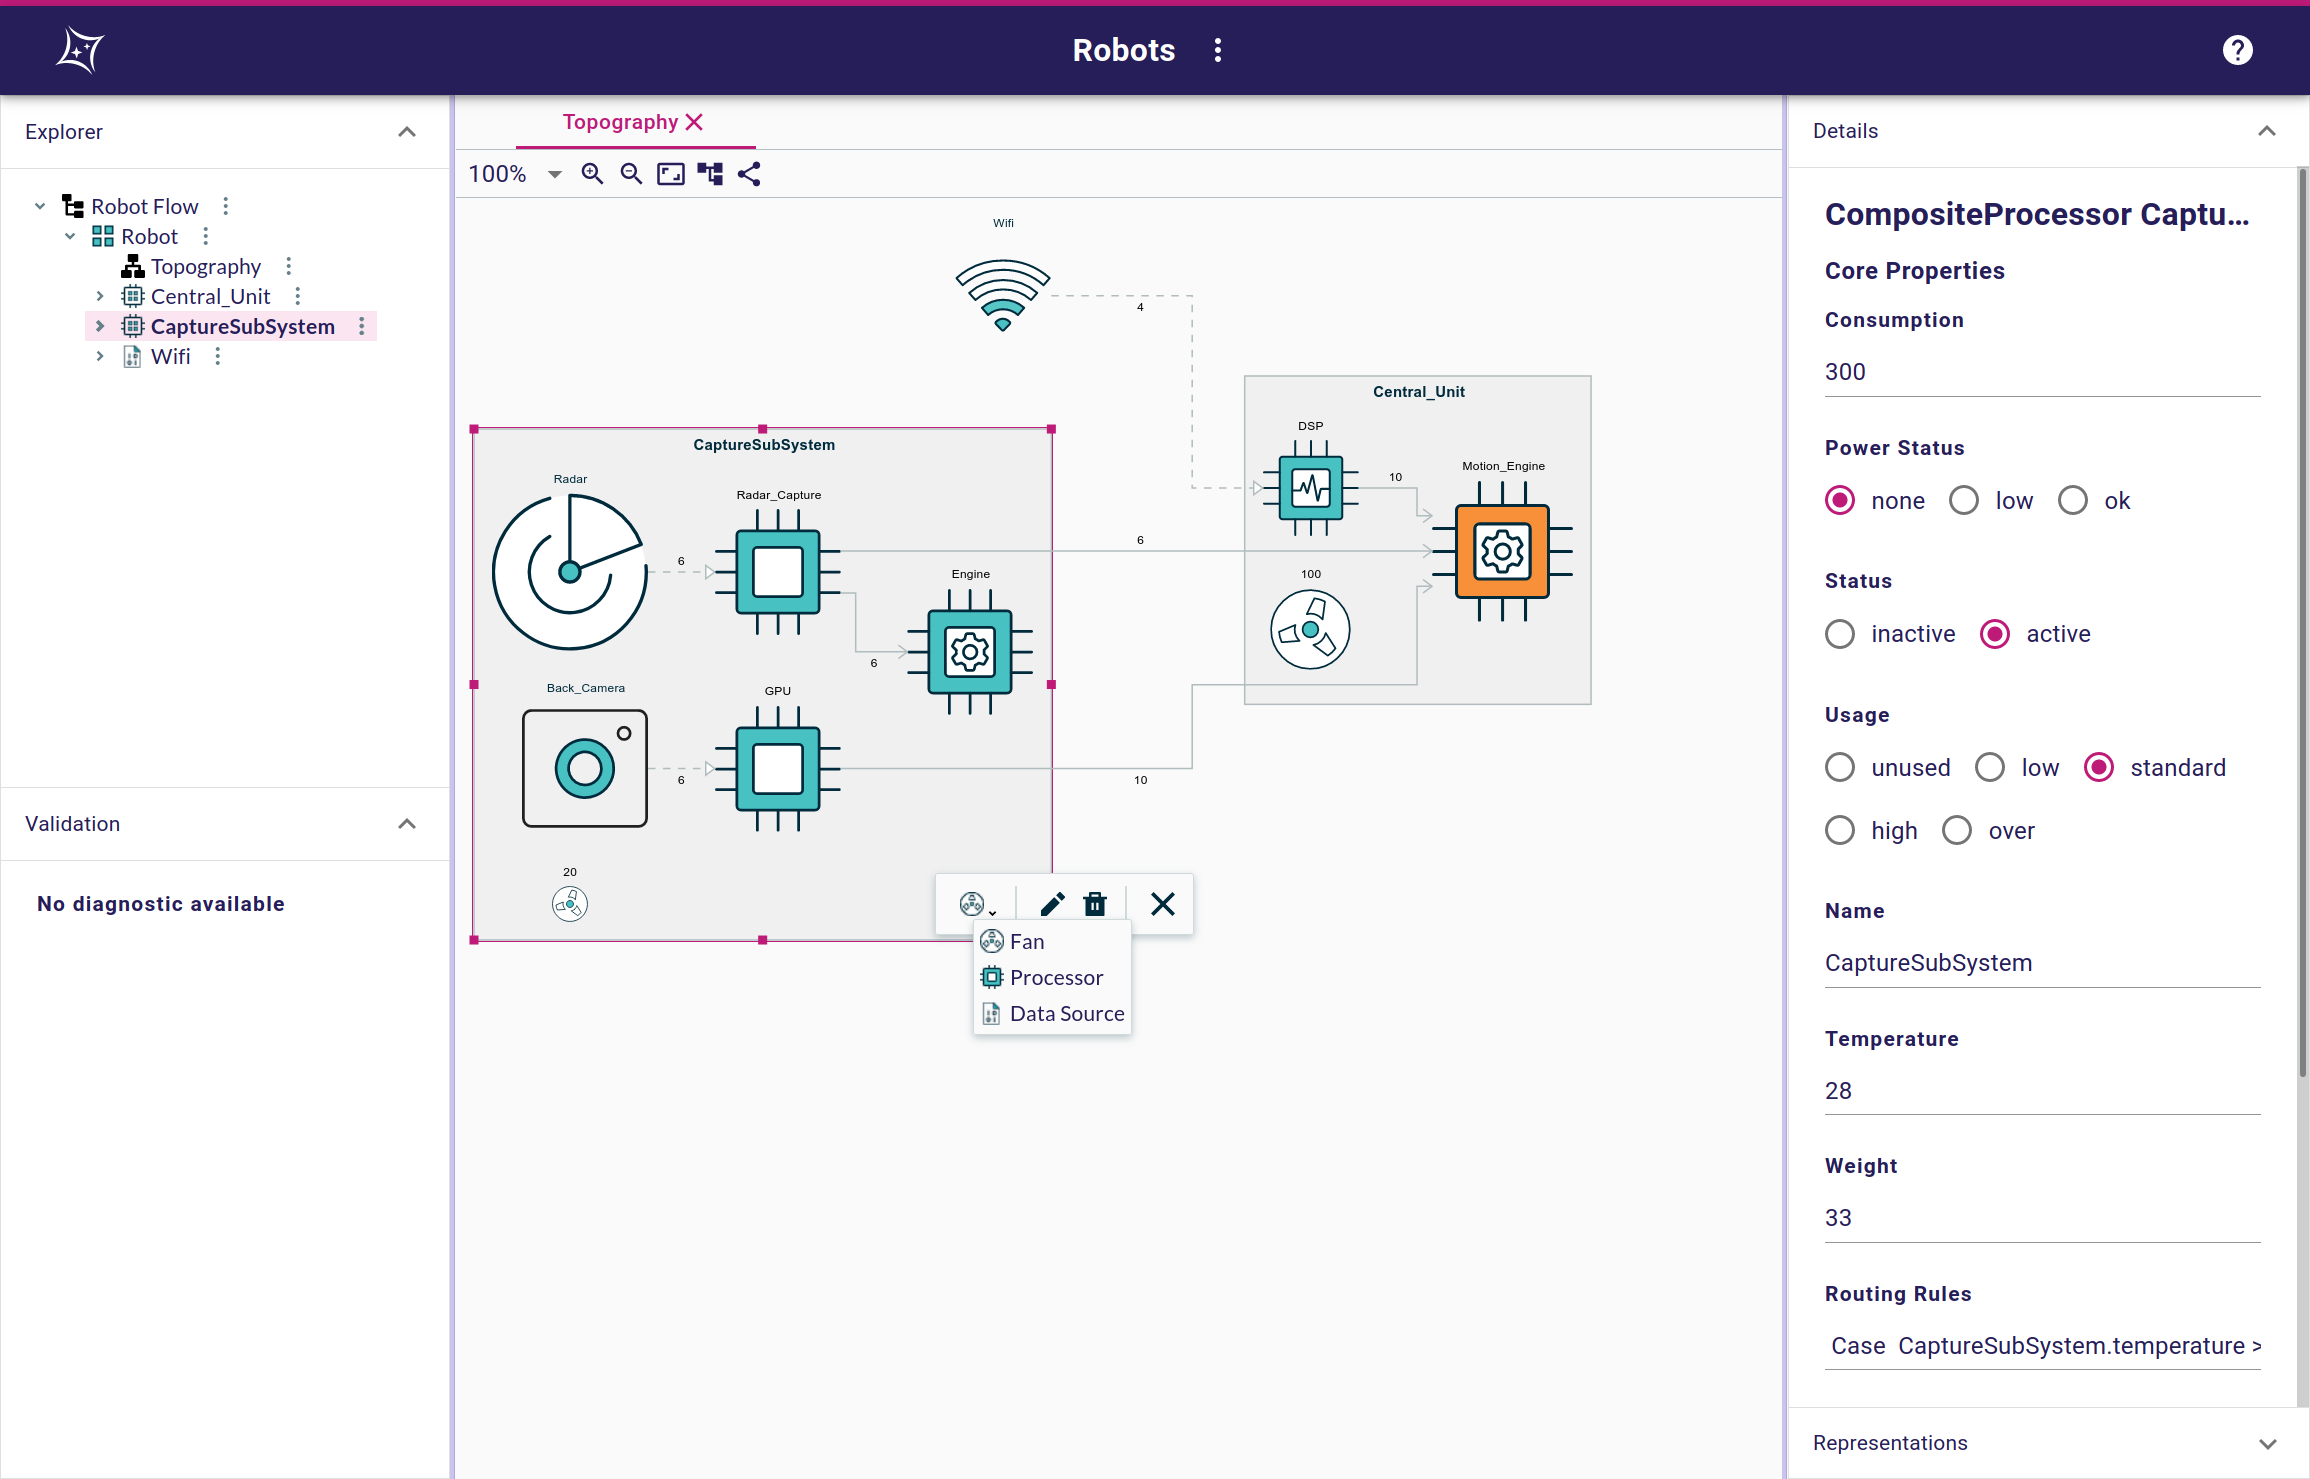 Robots
Explorer
Robot Flow
Robot
Topography
Central_Unit
CaptureSubSystem
Wifi
Validation
No diagnostic available
Topography
100%
Wifi
4
Central_Unit
DSP
10
Motion_Engine
100
CaptureSubSystem
Radar
Radar_Capture
6
6
Engine
6
Back_Camera
GPU
6
10
20
Fan
Processor
Data Source
Details
CompositeProcessor Captu...
Core Properties
Consumption
300
Power Status
none low ok
Status
inactive active
Usage
unused low standard
high over
Name
CaptureSubSystem
Temperature
28
Weight
33
Routing Rules
Case CaptureSubSystem.temperature >
Representations